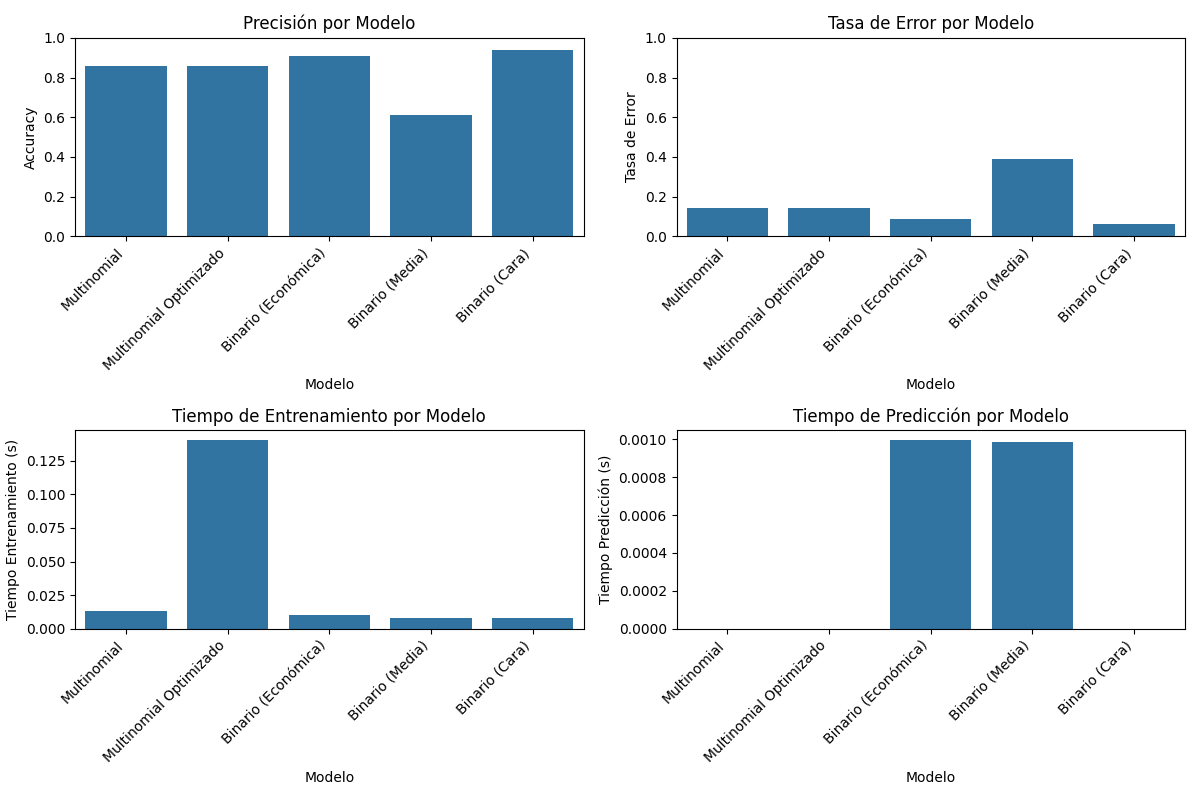 Precisión por Modelo
Accuracy
1.0
0.8
0.6
0.4
0.2
0.0
Multinomial
Multinomial Optimizado
Binario (Económica)
Binario (Media)
Binario (Cara)
Modelo
Tasa de Error por Modelo
Tasa de Error
1.0
0.8
0.6
0.4
0.2
0.0
Multinomial
Multinomial Optimizado
Binario (Económica)
Binario (Media)
Binario (Cara)
Modelo
Tiempo de Entrenamiento por Modelo
Tiempo Entrenamiento (s)
0.125
0.100
0.075
0.050
0.025
0.000
Multinomial
Multinomial Optimizado
Binario (Económica)
Binario (Media)
Binario (Cara)
Modelo
Tiempo de Predicción por Modelo
Tiempo Predicción (s)
0.0010
0.0008
0.0006
0.0004
0.0002
0.0000
Multinomial
Multinomial Optimizado
Binario (Económica)
Binario (Media)
Binario (Cara)
Modelo